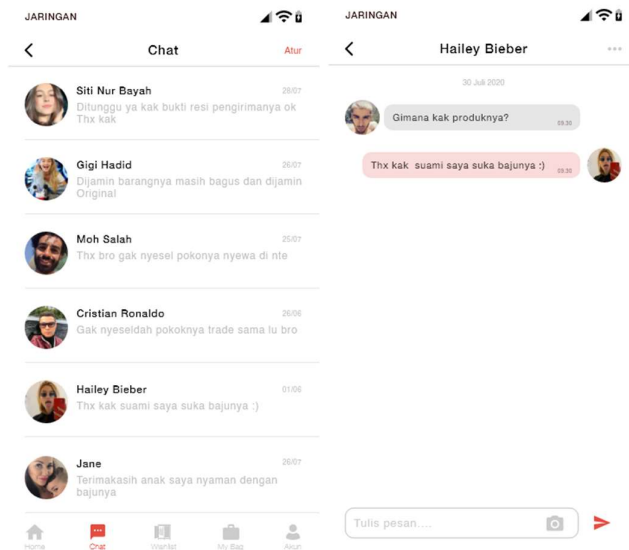 JARINGAN
Chat
Atur
Siti Nur Bayah
28/07
Ditunggu ya kak bukti resi pengirimanya ok
Thx kak
Gigi Hadid
26/07
Dijamin barangnya masih bagus dan dijamin
Original
Moh Salah
25/07
Thx bro gak nyesel pokonya nyewa di nte
Cristian Ronaldo
26/06
Gak nyeseldah pokoknya trade sama lu bro
Hailey Bieber
01/06
Thx kak suami saya suka bajunya :)
Jane
26/07
Terimakasih anak saya nyaman dengan
bajunya
Home
Chat
Wishlist
My Bag
Akun
JARINGAN
Hailey Bieber
30 Juli 2020
Gimana kak produknya?
09:30
Thx kak suami saya suka bajunya :)
09:30
Tulis pesan....